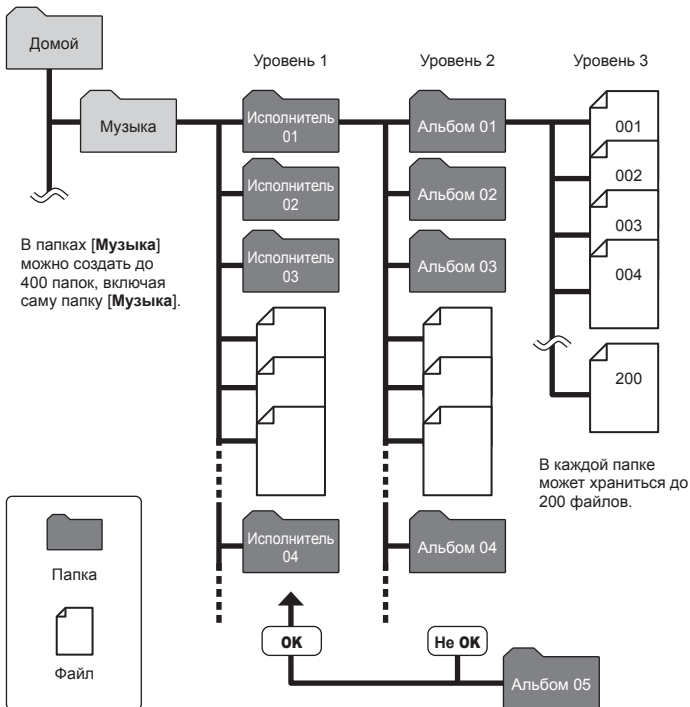 Домой
Уровень 1
Уровень 2
Уровень 3
Музыка
Исполнитель
01
Альбом 01
001
Исполнитель
02
Альбом 02
002
Исполнитель
03
Альбом 03
003
004
В папках [Музыка]
можно создать до
400 папок, включая
саму папку [Музыка].
200
В каждой папке
может храниться до
200 файлов.
Исполнитель
04
Альбом 04
Папка
Файл
OK
Не OK
Альбом 05